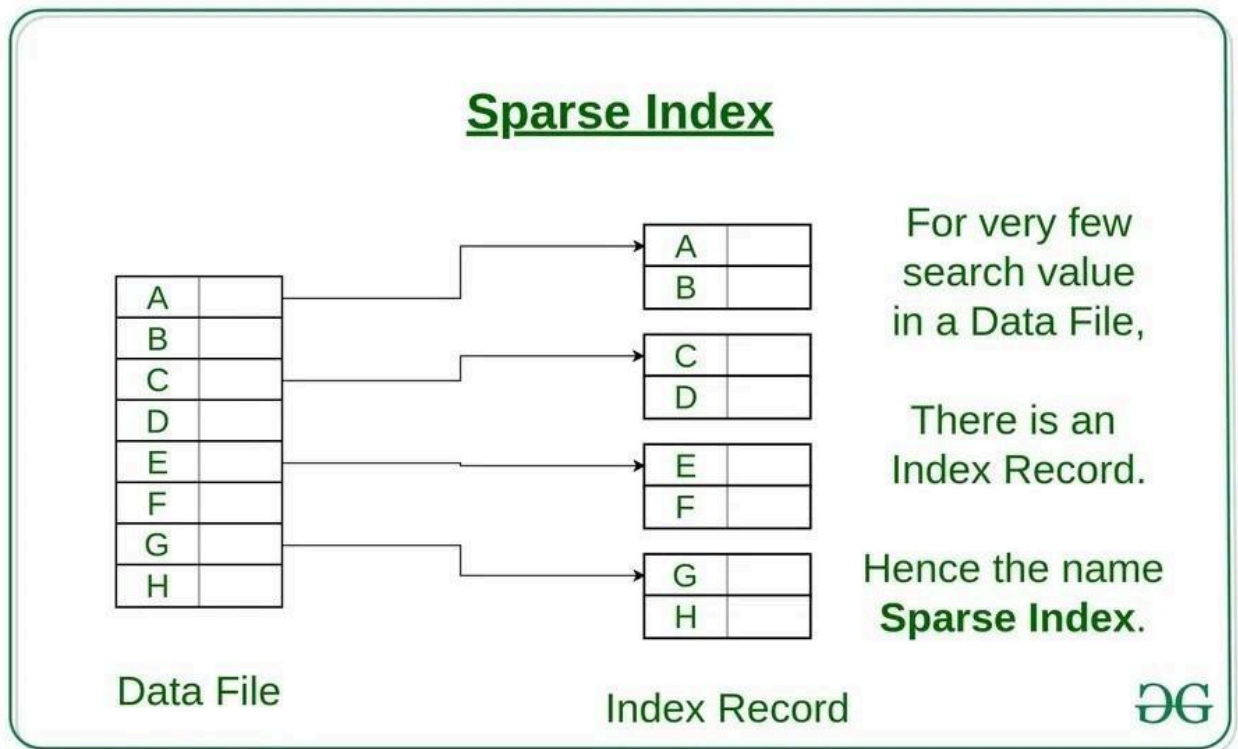 Sparse Index
A
B
C
D
E
F
G
H
Data File
A
B
C
D
E
F
G
H
Index Record
For very few
search value
in a Data File,
There is an
Index Record.
Hence the name
Sparse Index.